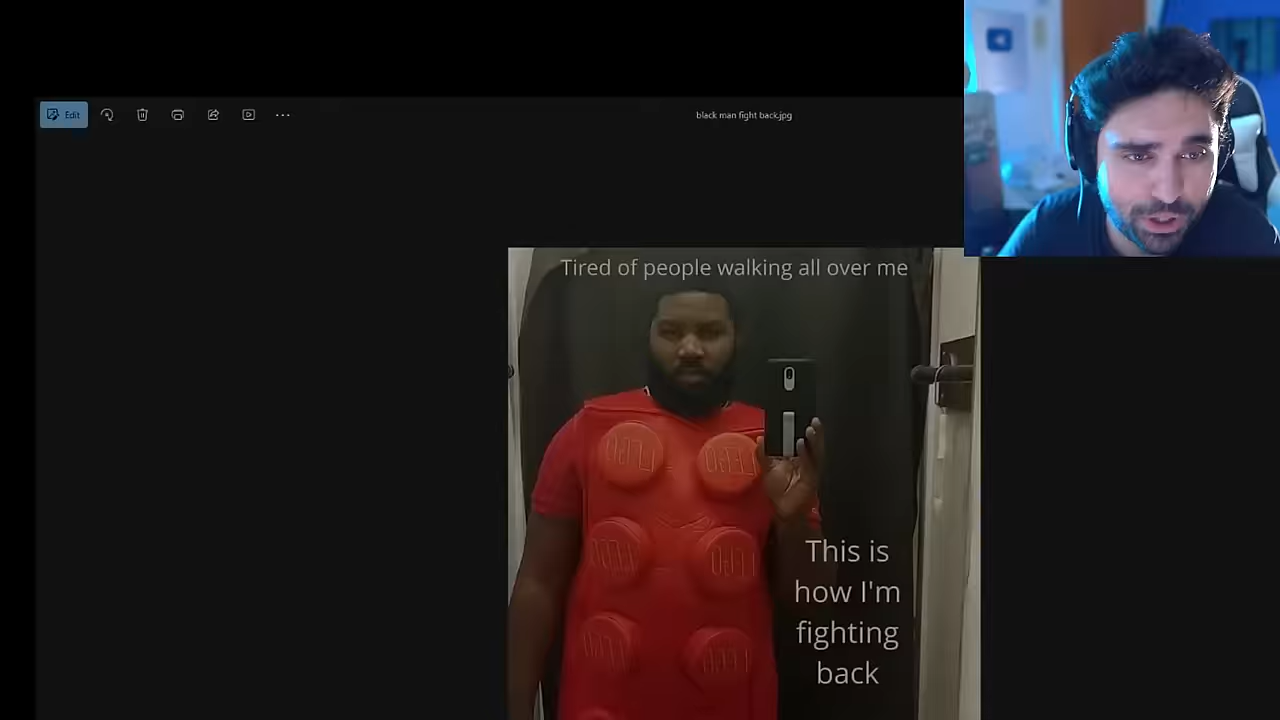 Edit
black man fight back.jpg
Tired of people walking all over me
This is
how I'm
fighting
back